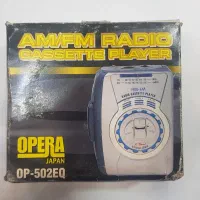 AM/FM RADIO
CASSETTE PLAYER
OPERA
JAPAN
OP-502EQ